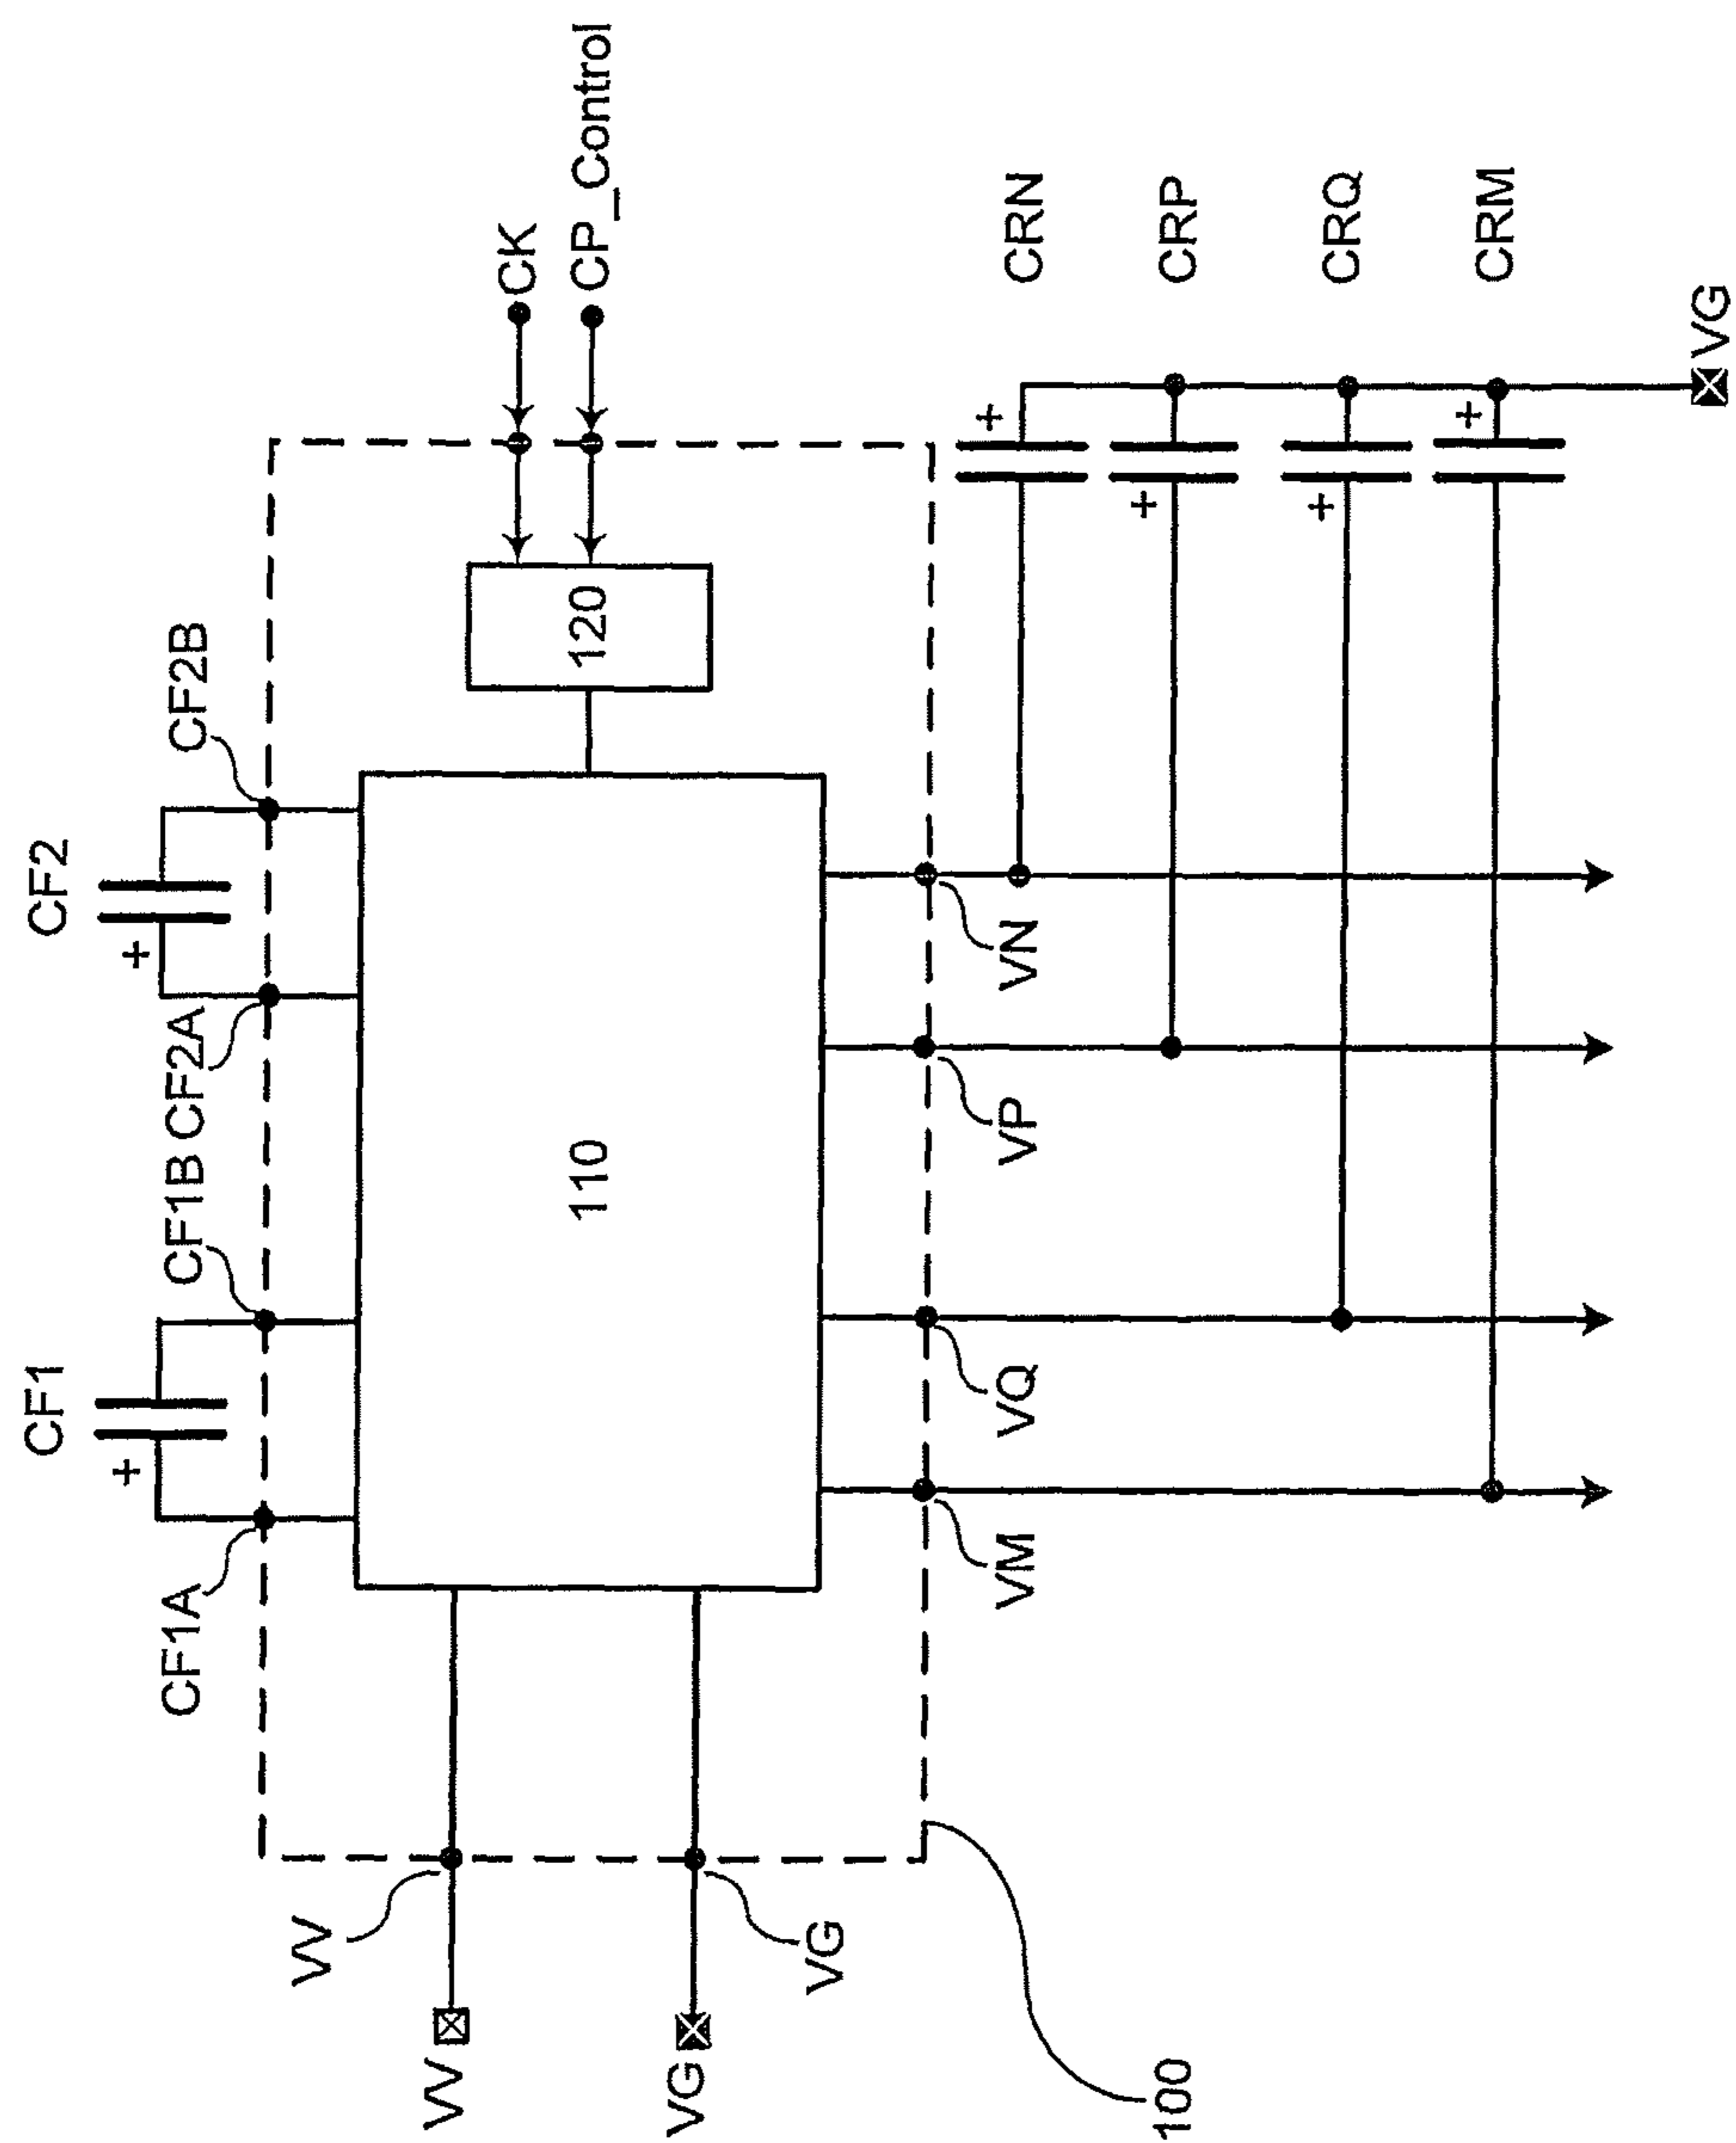 CF1
CF2
CF1A
CF1B
CF2A
CF2B
VV
VV
110
120
CK
CP_Control
VG
VG
VM
VQ
VP
VN
CRN
CRP
CRQ
CRM
100
VG